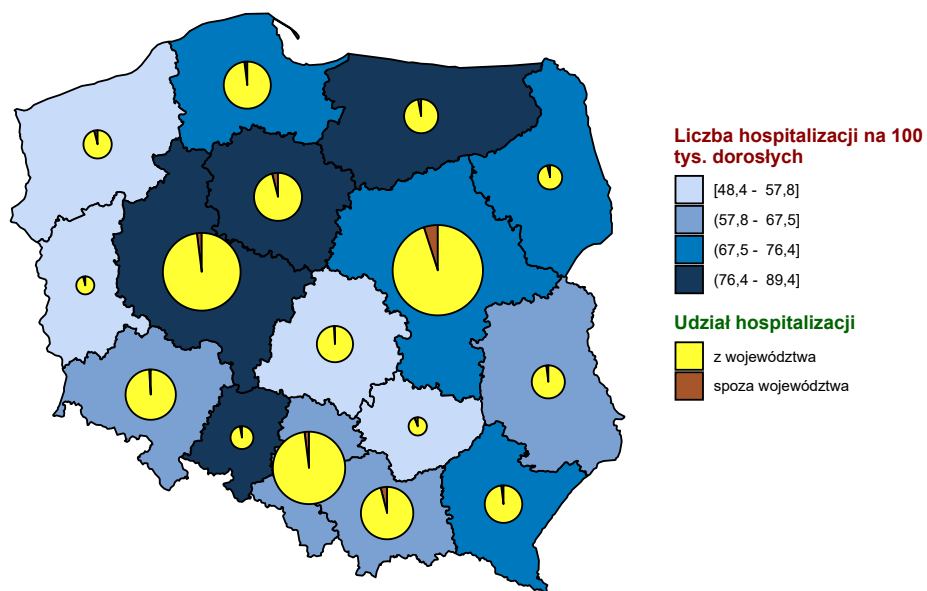 Liczba hospitalizacji na 100
tys. dorosłych
[48,4 - 57,8]
(57,8 - 67,5]
(67,5 - 76,4]
(76,4 - 89,4]
Udział hospitalizacji
z województwa
spoza województwa